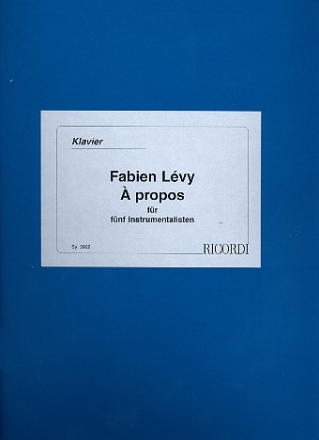 Klavier
Fabien Lévy
À propos
für
fünf Instrumentalisten
RICORDI